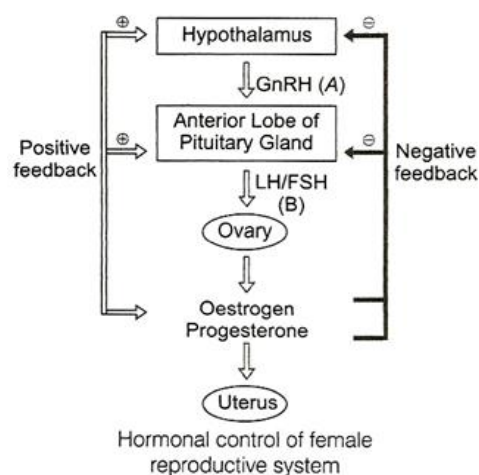 ⊕
⊖
Hypothalamus
GnRH (A)
⊕
⊖
Anterior Lobe of
Pituitary Gland
Positive
feedback
Negative
feedback
LH/FSH
(B)
Ovary
Oestrogen
Progesterone
Uterus
Hormonal control of female
reproductive system